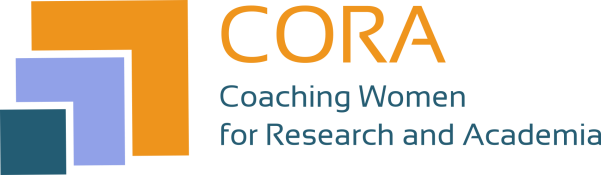 CORA
Coaching Women
for Research and Academia